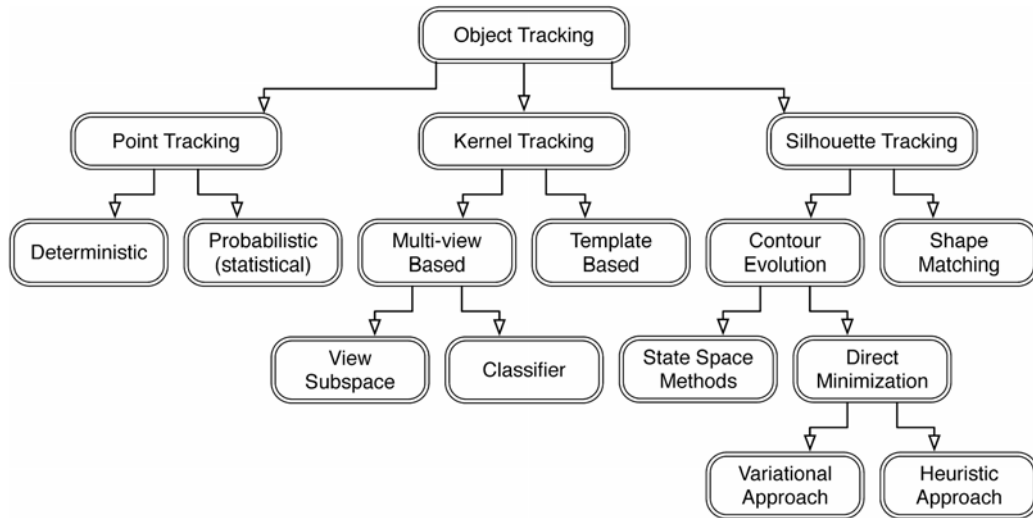 Object Tracking
Point Tracking
Kernel Tracking
Silhouette Tracking
Deterministic
Probabilistic
(statistical)
Multi-view
Based
Template
Based
Contour
Evolution
Shape
Matching
View
Subspace
Classifier
State Space
Methods
Direct
Minimization
Variational
Approach
Heuristic
Approach